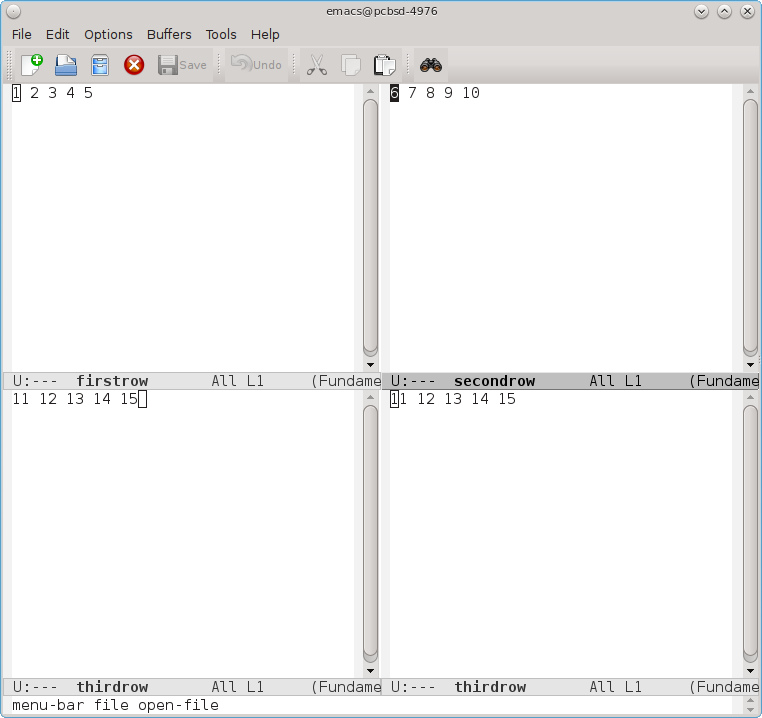 emacs@pcbsd-4976
File Edit Options Buffers Tools Help
Save Undo
1 2 3 4 5
6 7 8 9 10
U:--- firstrow All L1 (Fundame
U:--- secondrow All L1 (Fundame
11 12 13 14 15
11 12 13 14 15
U:--- thirdrow All L1 (Fundame
U:--- thirdrow All L1 (Fundame
menu-bar file open-file